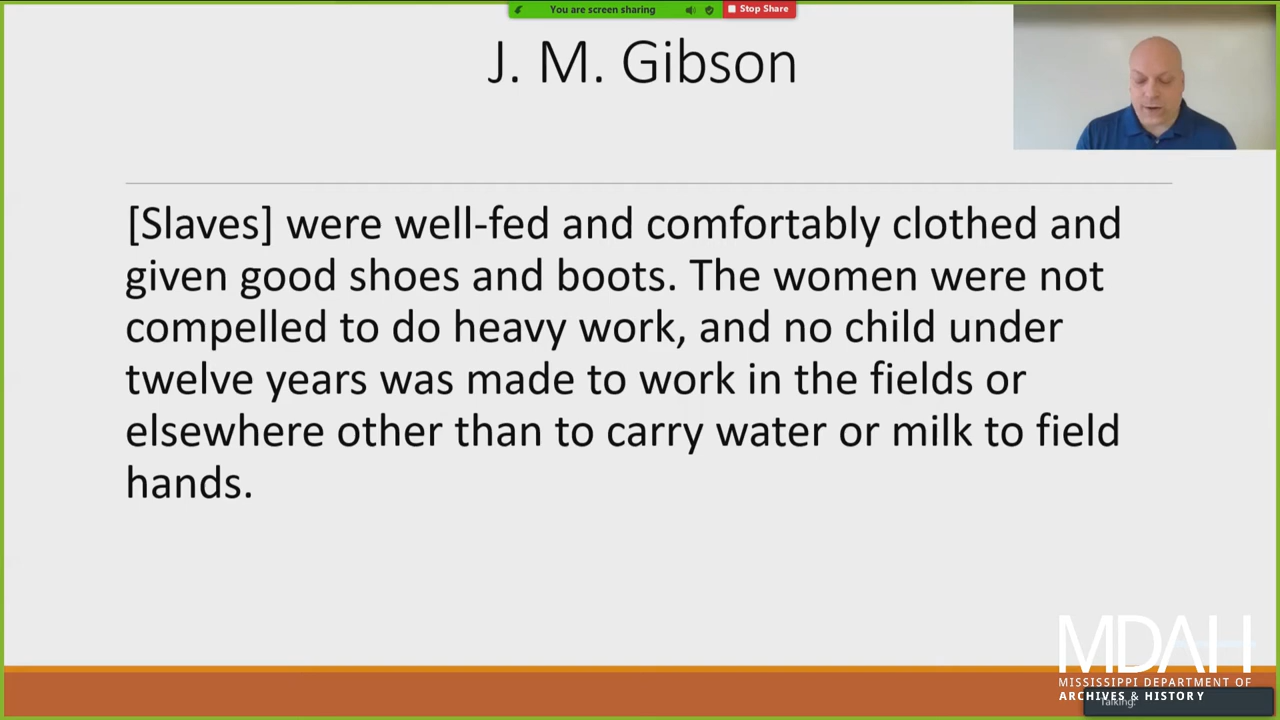 You are screen sharing
Stop Share
J. M. Gibson
[Slaves] were well-fed and comfortably clothed and
given good shoes and boots. The women were not
compelled to do heavy work, and no child under
twelve years was made to work in the fields or
elsewhere other than to carry water or milk to field
hands.
MDAH
MISSISSIPPI DEPARTMENT OF
ARCHIVES & HISTORY
Talking: